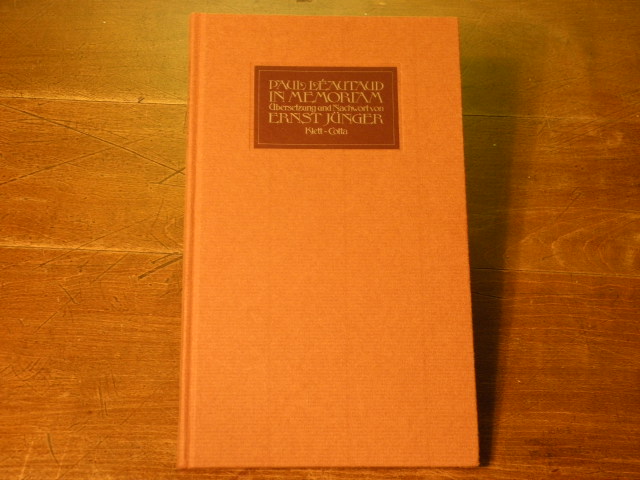 PAUL LÉAUTAUD
IN MEMORIAM
Übersetzung und Nachwort von
ERNST JÜNGER
Klett-Cotta